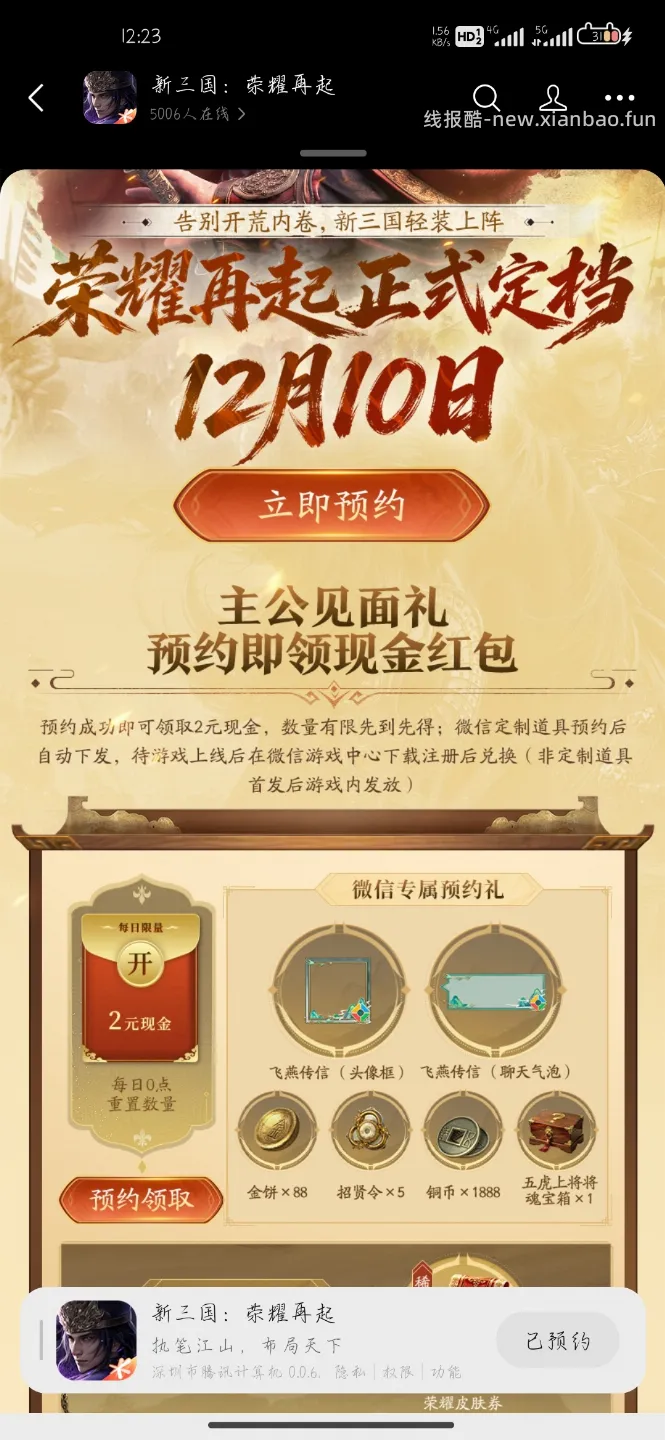 12:23
1.56
K/s
HD 1 2
4G
5G
31
新三国：荣耀再起
5006人在线 >
线报酷-new.xianbao.fun
告别开荒内卷，新三国轻装上阵
荣耀再起 正式定档
12月10日
立即预约
主公见面礼
预约即领现金红包
预约成功即可领取2元现金，数量有限先到先得；微信定制道具预约后
自动下发，待游戏上线后在微信游戏中心下载注册后兑换（非定制道具
首发后游戏内发放）
微信专属预约礼
每日限量
开
2元现金
每日0点
重置数量
预约领取
飞燕传信（头像框）
飞燕传信（聊天气泡）
金饼×88
招贤令×5
铜币×1888
五虎上将将
魂宝箱×1
稀
新三国：荣耀再起
执笔江山，布局天下
深圳市腾讯计算机 0.0.6. 隐私 | 权限 | 功能
已预约
荣耀皮肤券